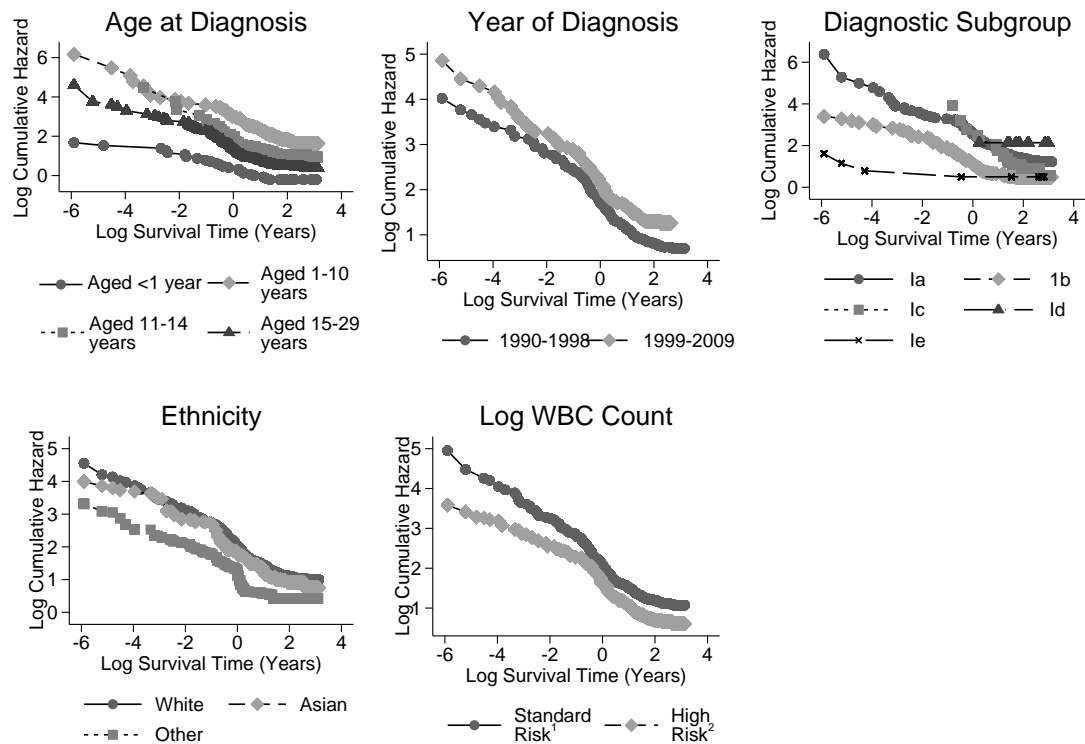 Age at Diagnosis
Log Cumulative Hazard
6
4
2
0
-6 -4 -2 0 2 4
Log Survival Time (Years)
Aged <1 year
Aged 1-10
years
Aged 11-14
years
Aged 15-29
years
Year of Diagnosis
Log Cumulative Hazard
5
4
3
2
1
-6 -4 -2 0 2 4
Log Survival Time (Years)
1990-1998
1999-2009
Diagnostic Subgroup
Log Cumulative Hazard
6
4
2
0
-6 -4 -2 0 2 4
Log Survival Time (Years)
Ia
1b
Ic
Id
Ie
Ethnicity
Log Cumulative Hazard
5
4
3
2
1
0
-6 -4 -2 0 2 4
Log Survival Time (Years)
White
Asian
Other
Log WBC Count
Log Cumulative Hazard
5
4
3
2
1
-6 -4 -2 0 2 4
Log Survival Time (Years)
Standard
Risk¹
High
Risk²